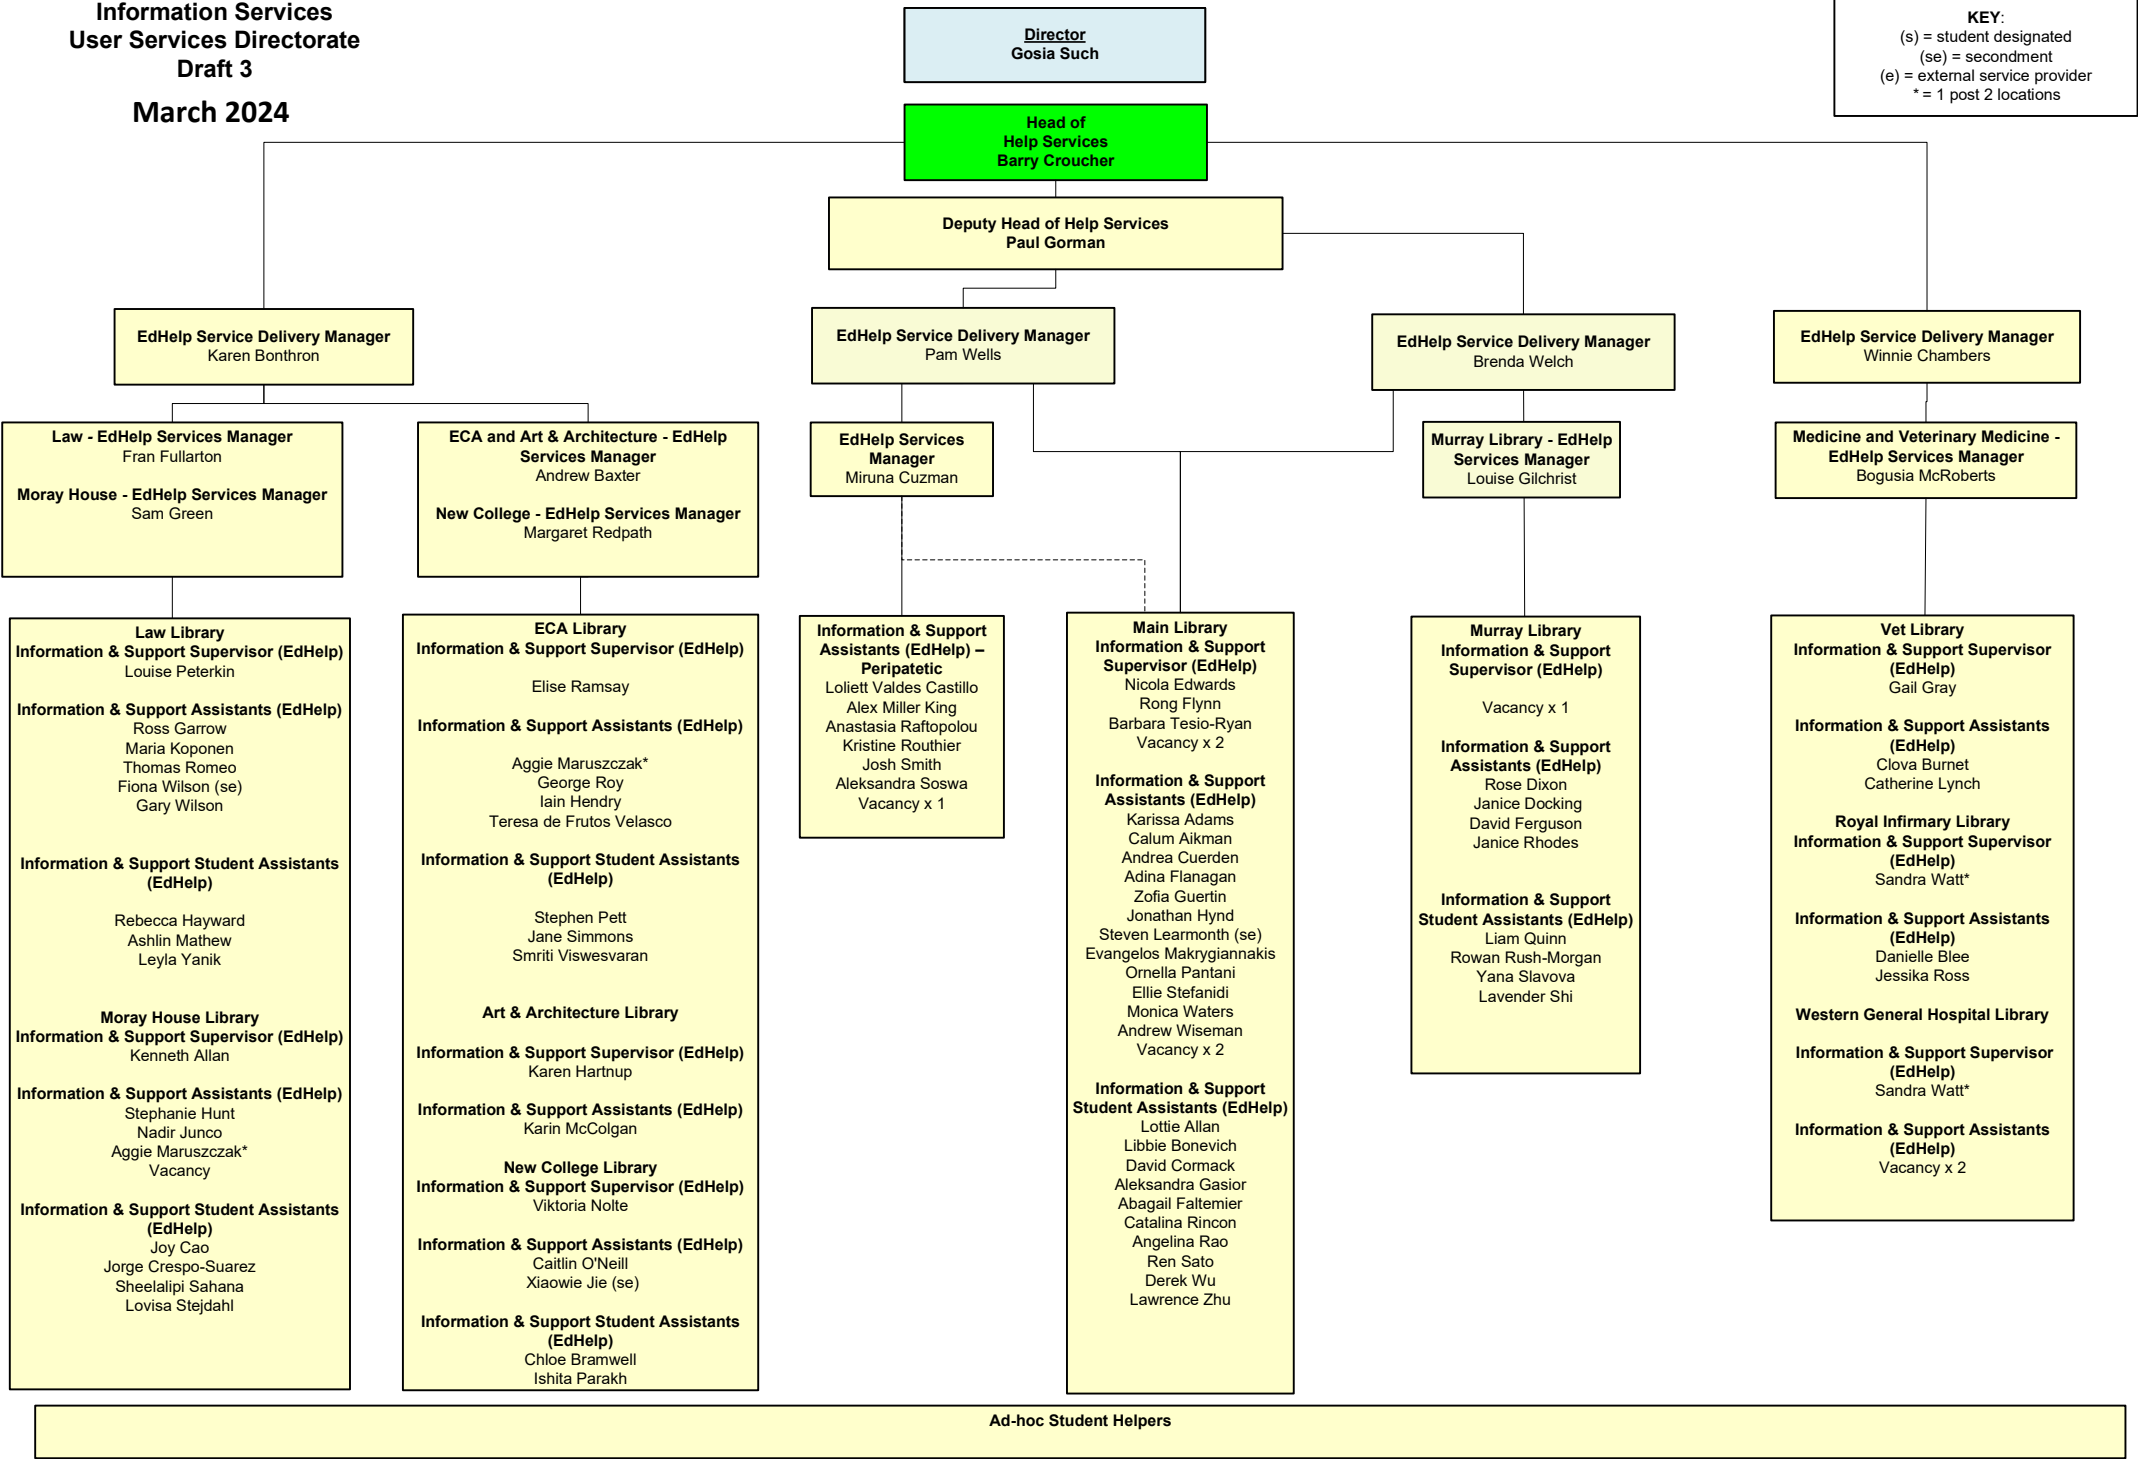 Information Services
User Services Directorate
Draft 3
March 2024
Director
Gosia Such
KEY:
(s) = student designated
(se) = secondment
(e) = external service provider
* = 1 post 2 locations
Head of
Help Services
Barry Croucher
Deputy Head of Help Services
Paul Gorman
EdHelp Service Delivery Manager
Karen Bonthron
EdHelp Service Delivery Manager
Pam Wells
EdHelp Service Delivery Manager
Brenda Welch
EdHelp Service Delivery Manager
Winnie Chambers
Law - EdHelp Services Manager
Fran Fullarton
Moray House - EdHelp Services Manager
Sam Green
ECA and Art & Architecture - EdHelp
Services Manager
Andrew Baxter
New College - EdHelp Services Manager
Margaret Redpath
EdHelp Services
Manager
Miruna Cuzman
Murray Library - EdHelp
Services Manager
Louise Gilchrist
Medicine and Veterinary Medicine -
EdHelp Services Manager
Bogusia McRoberts
Law Library
Information & Support Supervisor (EdHelp)
Louise Peterkin
Information & Support Assistants (EdHelp)
Ross Garrow
Maria Koponen
Thomas Romeo
Fiona Wilson (se)
Gary Wilson
Information & Support Student Assistants
(EdHelp)
Rebecca Hayward
Ashlin Mathew
Leyla Yanik
Moray House Library
Information & Support Supervisor (EdHelp)
Kenneth Allan
Information & Support Assistants (EdHelp)
Stephanie Hunt
Nadir Junco
Aggie Maruszczak*
Vacancy
Information & Support Student Assistants
(EdHelp)
Joy Cao
Jorge Crespo-Suarez
Sheelalipi Sahana
Lovisa Stejdahl
ECA Library
Information & Support Supervisor (EdHelp)
Elise Ramsay
Information & Support Assistants (EdHelp)
Aggie Maruszczak*
George Roy
Iain Hendry
Teresa de Frutos Velasco
Information & Support Student Assistants
(EdHelp)
Stephen Pett
Jane Simmons
Smriti Viswesvaran
Art & Architecture Library
Information & Support Supervisor (EdHelp)
Karen Hartnup
Information & Support Assistants (EdHelp)
Karin McColgan
New College Library
Information & Support Supervisor (EdHelp)
Viktoria Nolte
Information & Support Assistants (EdHelp)
Caitlin O'Neill
Xiaowie Jie (se)
Information & Support Student Assistants
(EdHelp)
Chloe Bramwell
Ishita Parakh
Information & Support
Assistants (EdHelp) –
Peripatetic
Loliett Valdes Castillo
Alex Miller King
Anastasia Raftopolou
Kristine Routhier
Josh Smith
Aleksandra Soswa
Vacancy x 1
Main Library
Information & Support
Supervisor (EdHelp)
Nicola Edwards
Rong Flynn
Barbara Tesio-Ryan
Vacancy x 2
Information & Support
Assistants (EdHelp)
Karissa Adams
Calum Aikman
Andrea Cuerden
Adina Flanagan
Zofia Guertin
Jonathan Hynd
Steven Learmonth (se)
Evangelos Makrygiannakis
Ornella Pantani
Ellie Stefanidi
Monica Waters
Andrew Wiseman
Vacancy x 2
Information & Support
Student Assistants (EdHelp)
Lottie Allan
Libbie Bonevich
David Cormack
Aleksandra Gasior
Abagail Faltemier
Catalina Rincon
Angelina Rao
Ren Sato
Derek Wu
Lawrence Zhu
Murray Library
Information & Support
Supervisor (EdHelp)
Vacancy x 1
Information & Support
Assistants (EdHelp)
Rose Dixon
Janice Docking
David Ferguson
Janice Rhodes
Information & Support
Student Assistants (EdHelp)
Liam Quinn
Rowan Rush-Morgan
Yana Slavova
Lavender Shi
Vet Library
Information & Support Supervisor
(EdHelp)
Gail Gray
Information & Support Assistants
(EdHelp)
Clova Burnet
Catherine Lynch
Royal Infirmary Library
Information & Support Supervisor
(EdHelp)
Sandra Watt*
Information & Support Assistants
(EdHelp)
Danielle Blee
Jessika Ross
Western General Hospital Library
Information & Support Supervisor
(EdHelp)
Sandra Watt*
Information & Support Assistants
(EdHelp)
Vacancy x 2
Ad-hoc Student Helpers